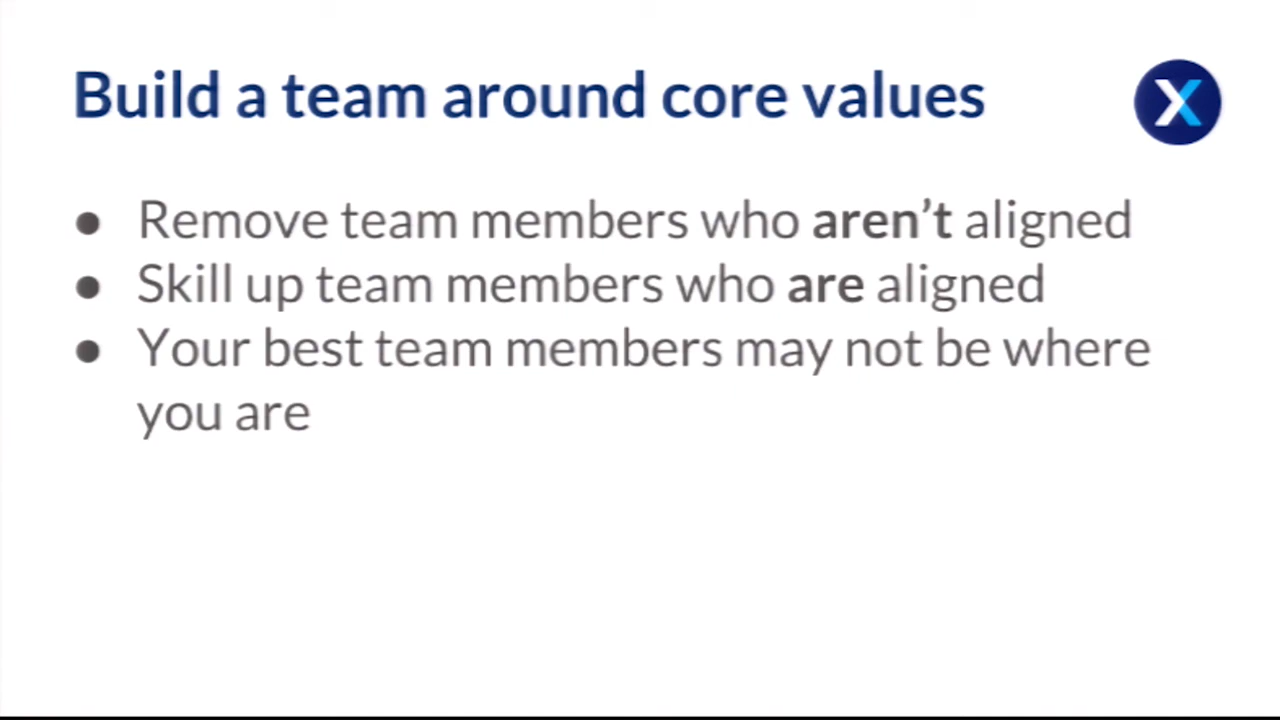 Build a team around core values
● Remove team members who aren’t aligned
● Skill up team members who are aligned
● Your best team members may not be where
you are